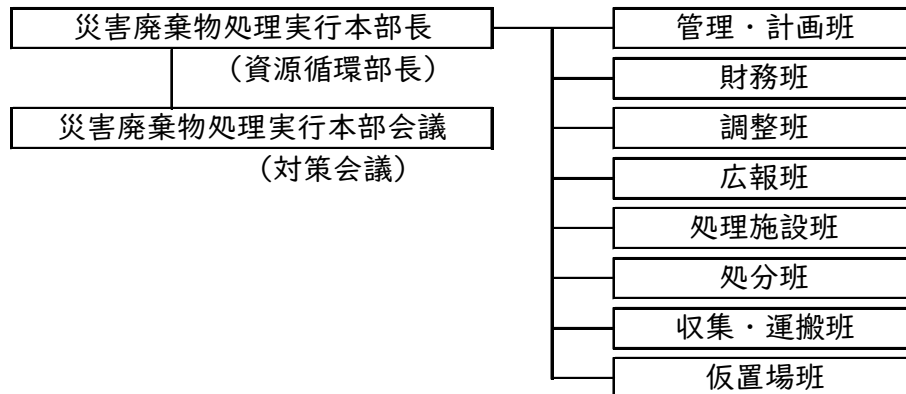 災害廃棄物処理実行本部長
（資源循環部長）
災害廃棄物処理実行本部会議
（対策会議）
管理・計画班
財務班
調整班
広報班
処理施設班
処分班
収集・運搬班
仮置場班